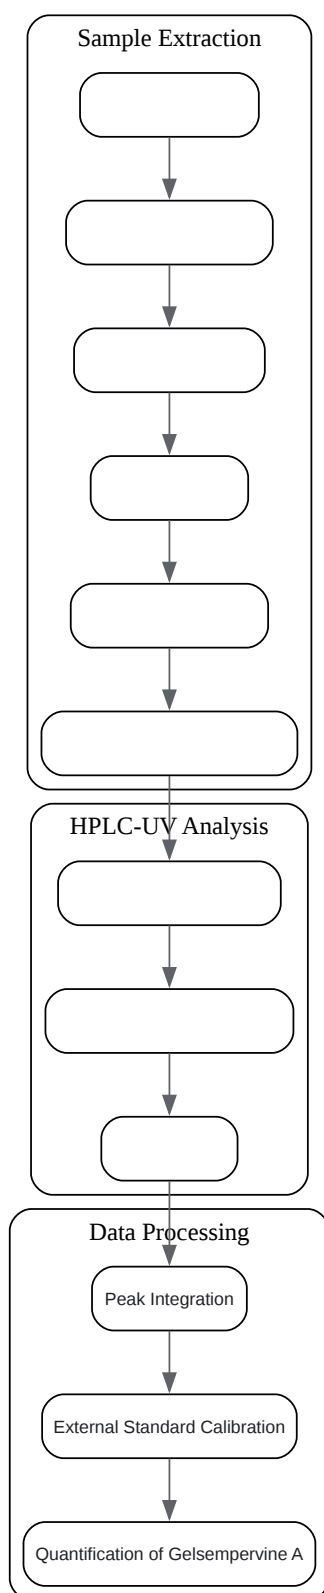 Sample Extraction
HPLC-UV Analysis
Data Processing
Peak Integration
External Standard Calibration
Quantification of Gelsempervine A